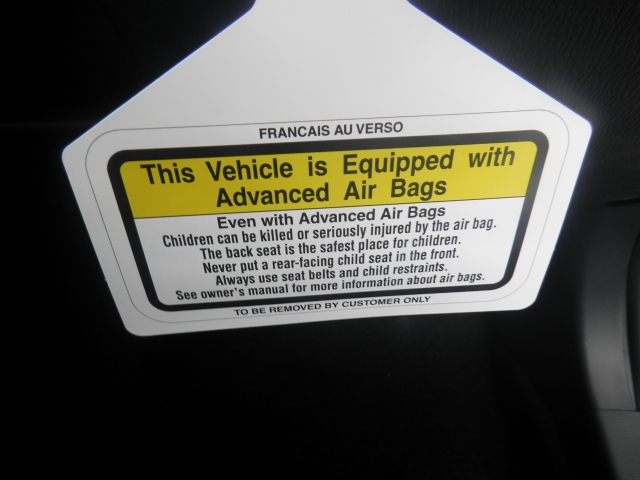 FRANCAIS AU VERSO
This Vehicle is Equipped with
Advanced Air Bags
Even with Advanced Air Bags
Children can be killed or seriously injured by the air bag.
The back seat is the safest place for children.
Never put a rear-facing child seat in the front.
Always use seat belts and child restraints.
See owner's manual for more information about air bags.
TO BE REMOVED BY CUSTOMER ONLY